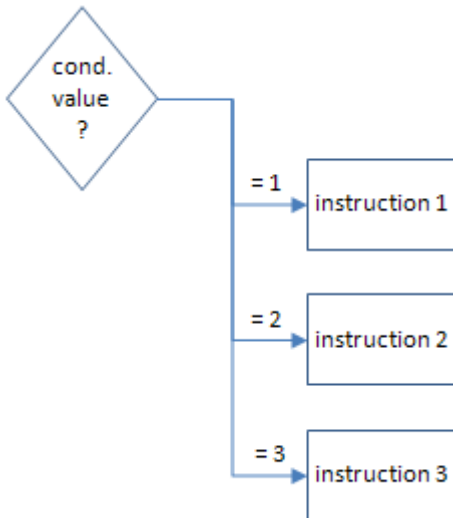 cond.
value
?
= 1
instruction 1
= 2
instruction 2
= 3
instruction 3